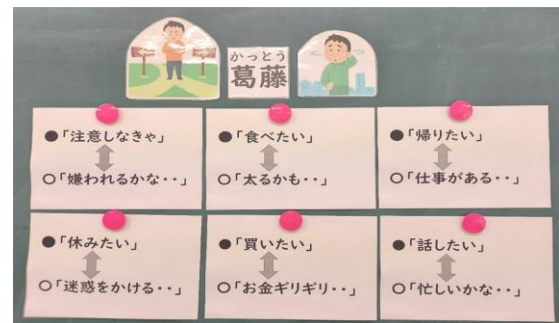 かっとう
葛藤
●「注意しなきゃ」
○「嫌われるかな・・」
●「食べたい」
○「太るかも・・」
●「帰りたい」
○「仕事がある・・」
●「休みたい」
○「迷惑をかける・・」
●「買いたい」
○「お金ギリギリ・・」
●「話したい」
○「忙しいかな・・」